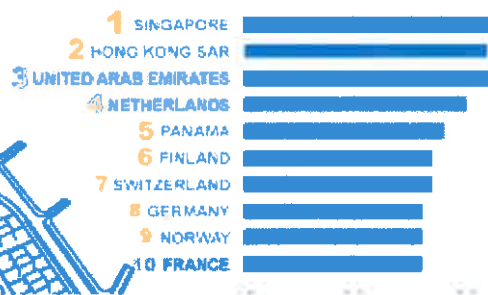 1 SINGAPORE
2 HONG KONG SAR
3 UNITED ARAB EMIRATES
4 NETHERLANDS
5 PANAMA
6 FINLAND
7 SWITZERLAND
8 GERMANY
9 NORWAY
10 FRANCE